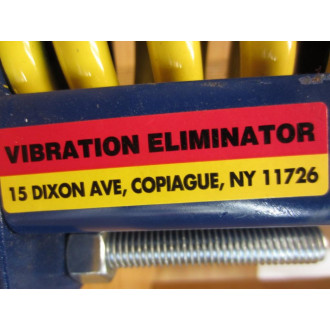 VIBRATION ELIMINATOR
15 DIXON AVE, COPIAGUE, NY 11726